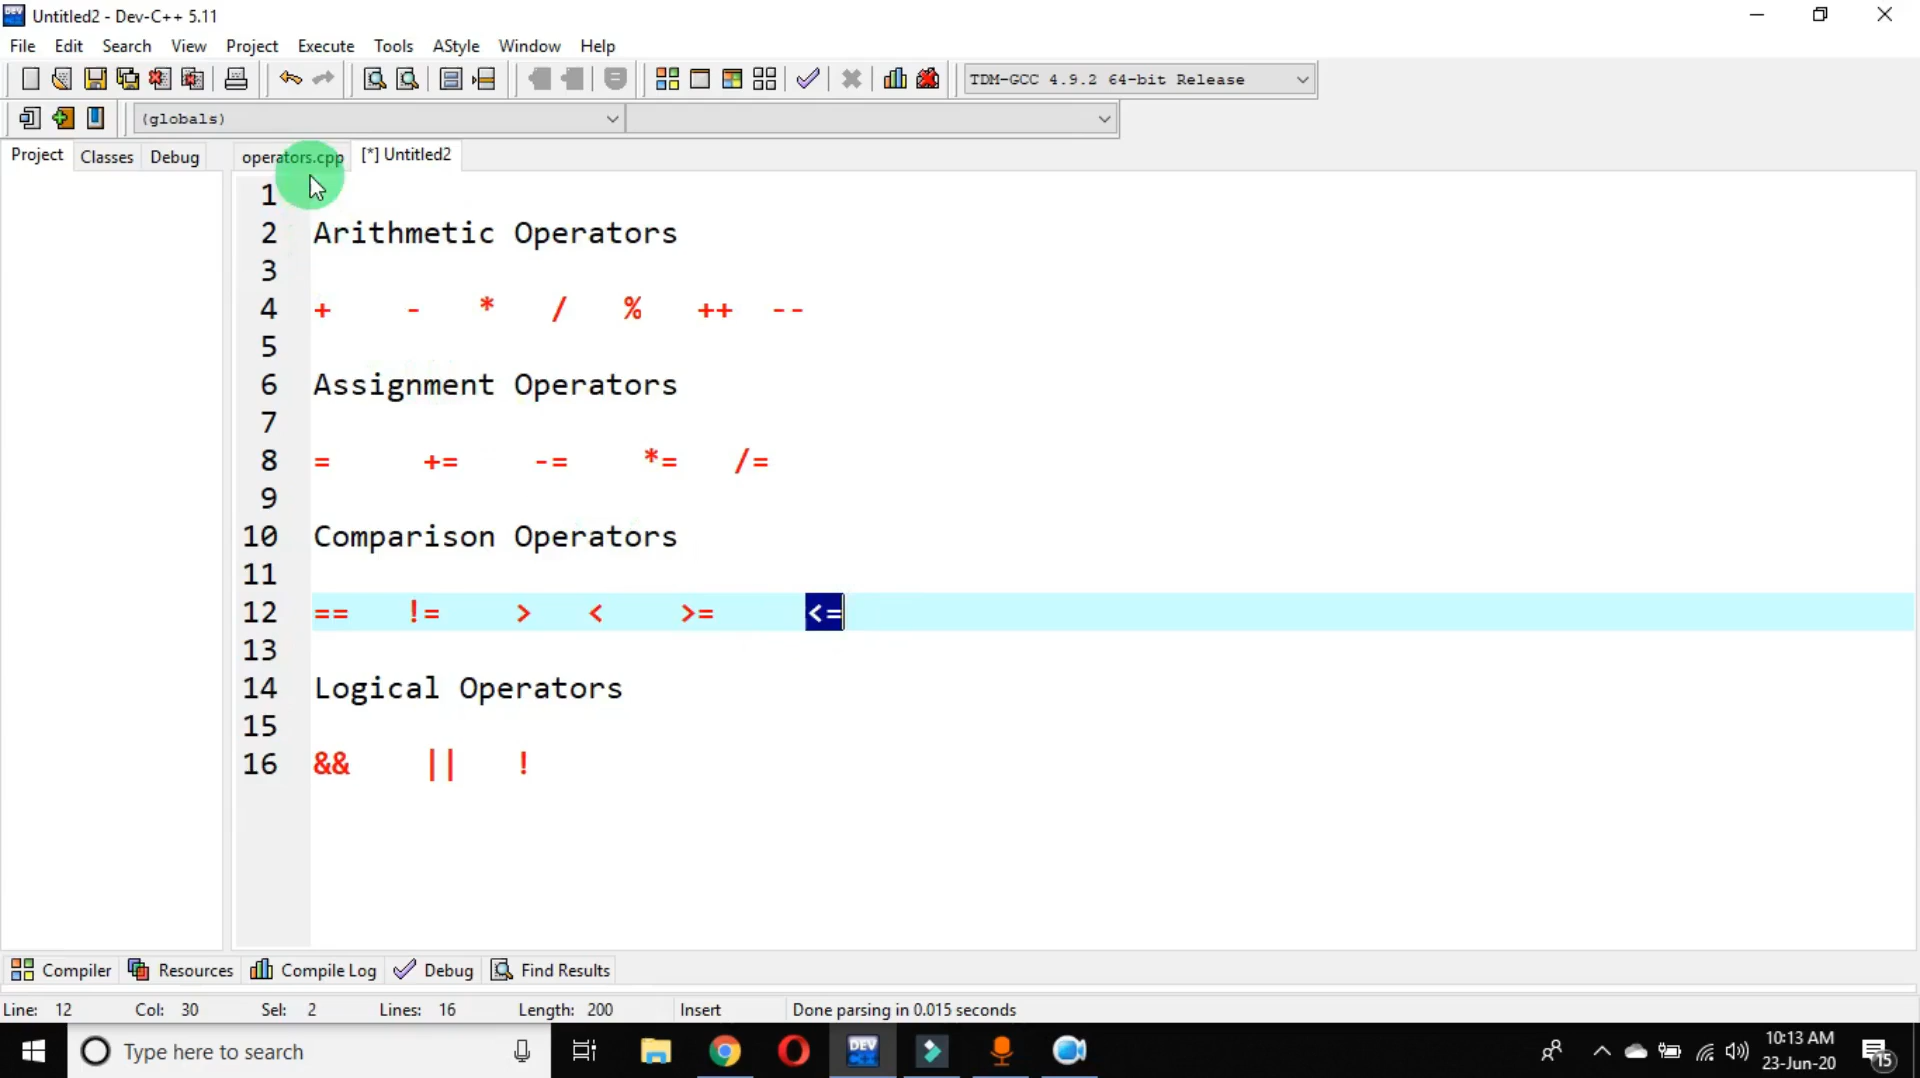 Untitled2 - Dev-C++ 5.11
File Edit Search View Project Execute Tools AStyle Window Help
TDM-GCC 4.9.2 64-bit Release
(globals)
Project Classes Debug operators.cpp [*] Untitled2
1
2 Arithmetic Operators
3
4 + - * / % ++ --
5
6 Assignment Operators
7
8 = += -= *= /=
9
10 Comparison Operators
11
12 == != > < >= <=
13
14 Logical Operators
15
16 && || !
Compiler Resources Compile Log Debug Find Results
Line: 12 Col: 30 Sel: 2 Lines: 16 Length: 200 Insert Done parsing in 0.015 seconds
Type here to search
DEV
10:13 AM
23-Jun-20
15